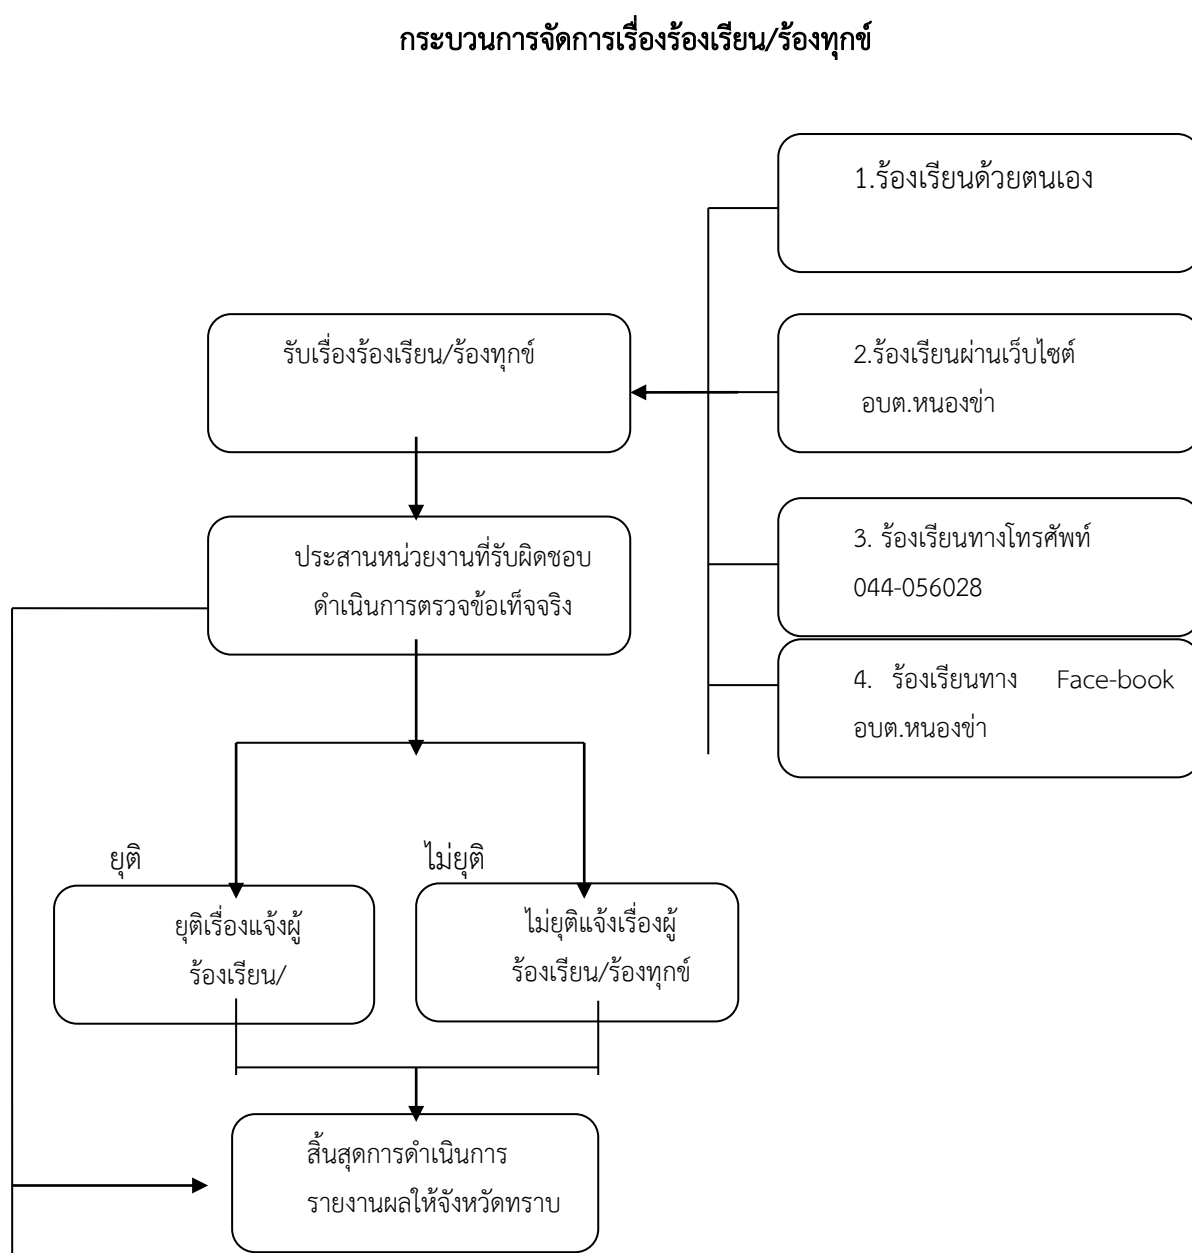 กระบวนการจัดการเรื่องร้องเรียน/ร้องทุกข์
1.ร้องเรียนด้วยตนเอง
รับเรื่องร้องเรียน/ร้องทุกข์
2.ร้องเรียนผ่านเว็บไซต์
อบต.หนองข่า
ประสานหน่วยงานที่รับผิดชอบ
ดำเนินการตรวจข้อเท็จจริง
3. ร้องเรียนทางโทรศัพท์
044-056028
4. ร้องเรียนทาง Face-book
อบต.หนองข่า
ยุติ
ไม่ยุติ
ยุติเรื่องแจ้งผู้
ร้องเรียน/
ไม่ยุติแจ้งเรื่องผู้
ร้องเรียน/ร้องทุกข์
สิ้นสุดการดำเนินการ
รายงานผลให้จังหวัดทราบ